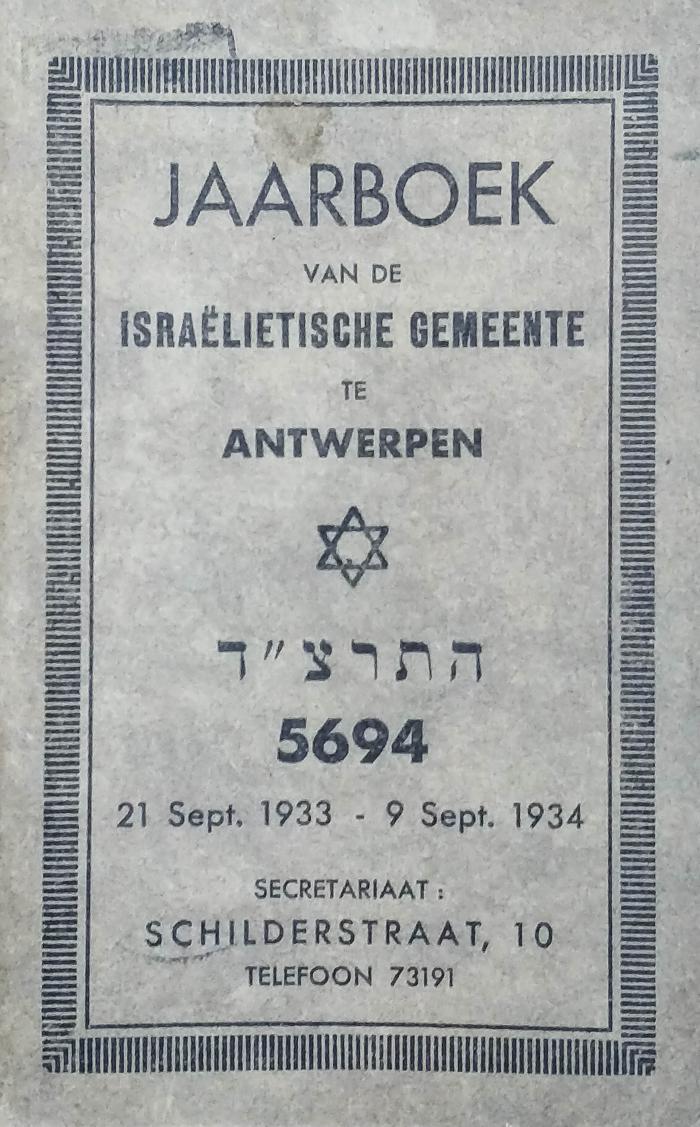 JAARBOEK
VAN DE
ISRAËLIETISCHE GEMEENTE
TE
ANTWERPEN
התרצ״ד
5694
21 Sept. 1933 - 9 Sept. 1934
SECRETARIAAT :
SCHILDERSTRAAT, 10
TELEFOON 73191